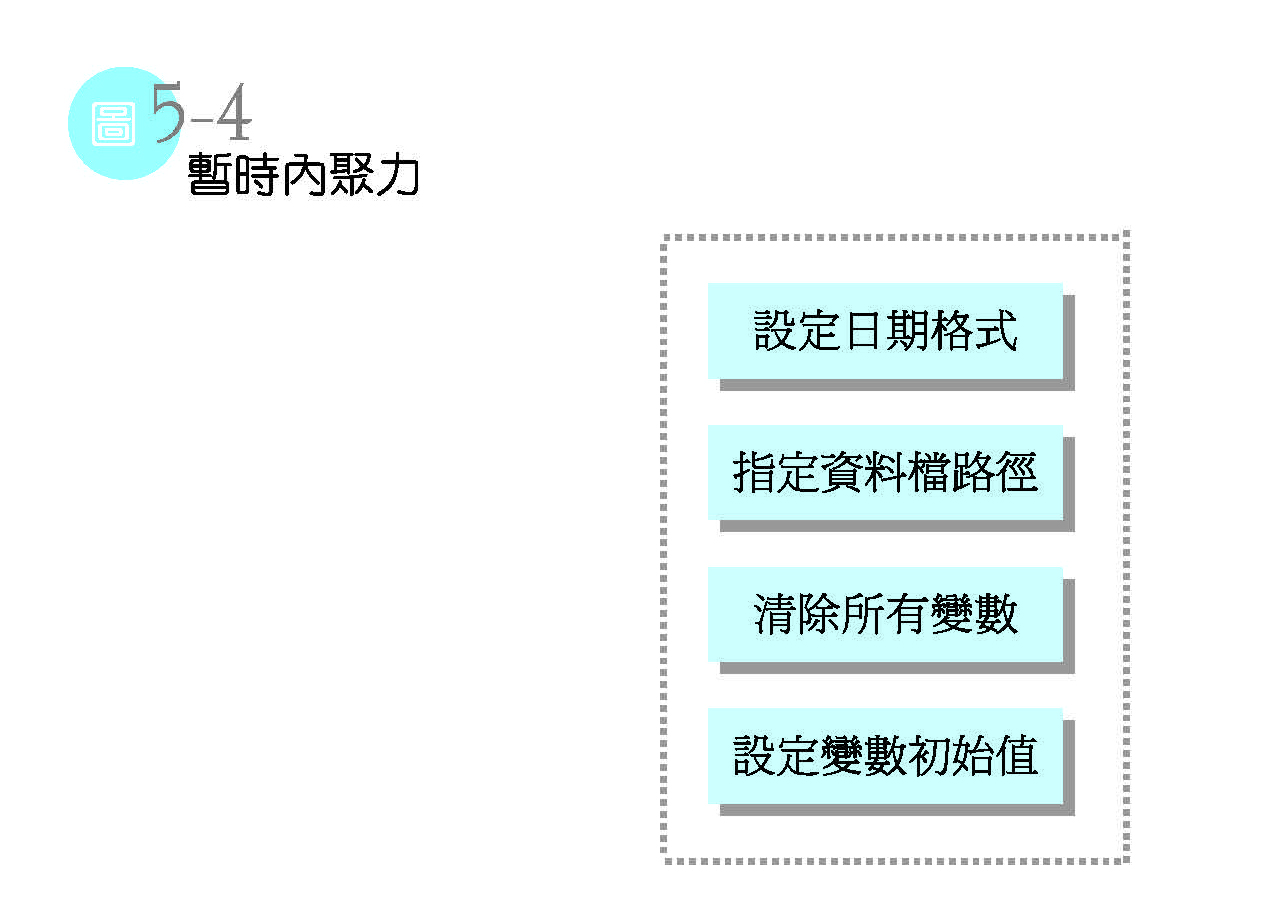 圖 5-4
暫時內聚力
設定日期格式
指定資料檔路徑
清除所有變數
設定變數初始值